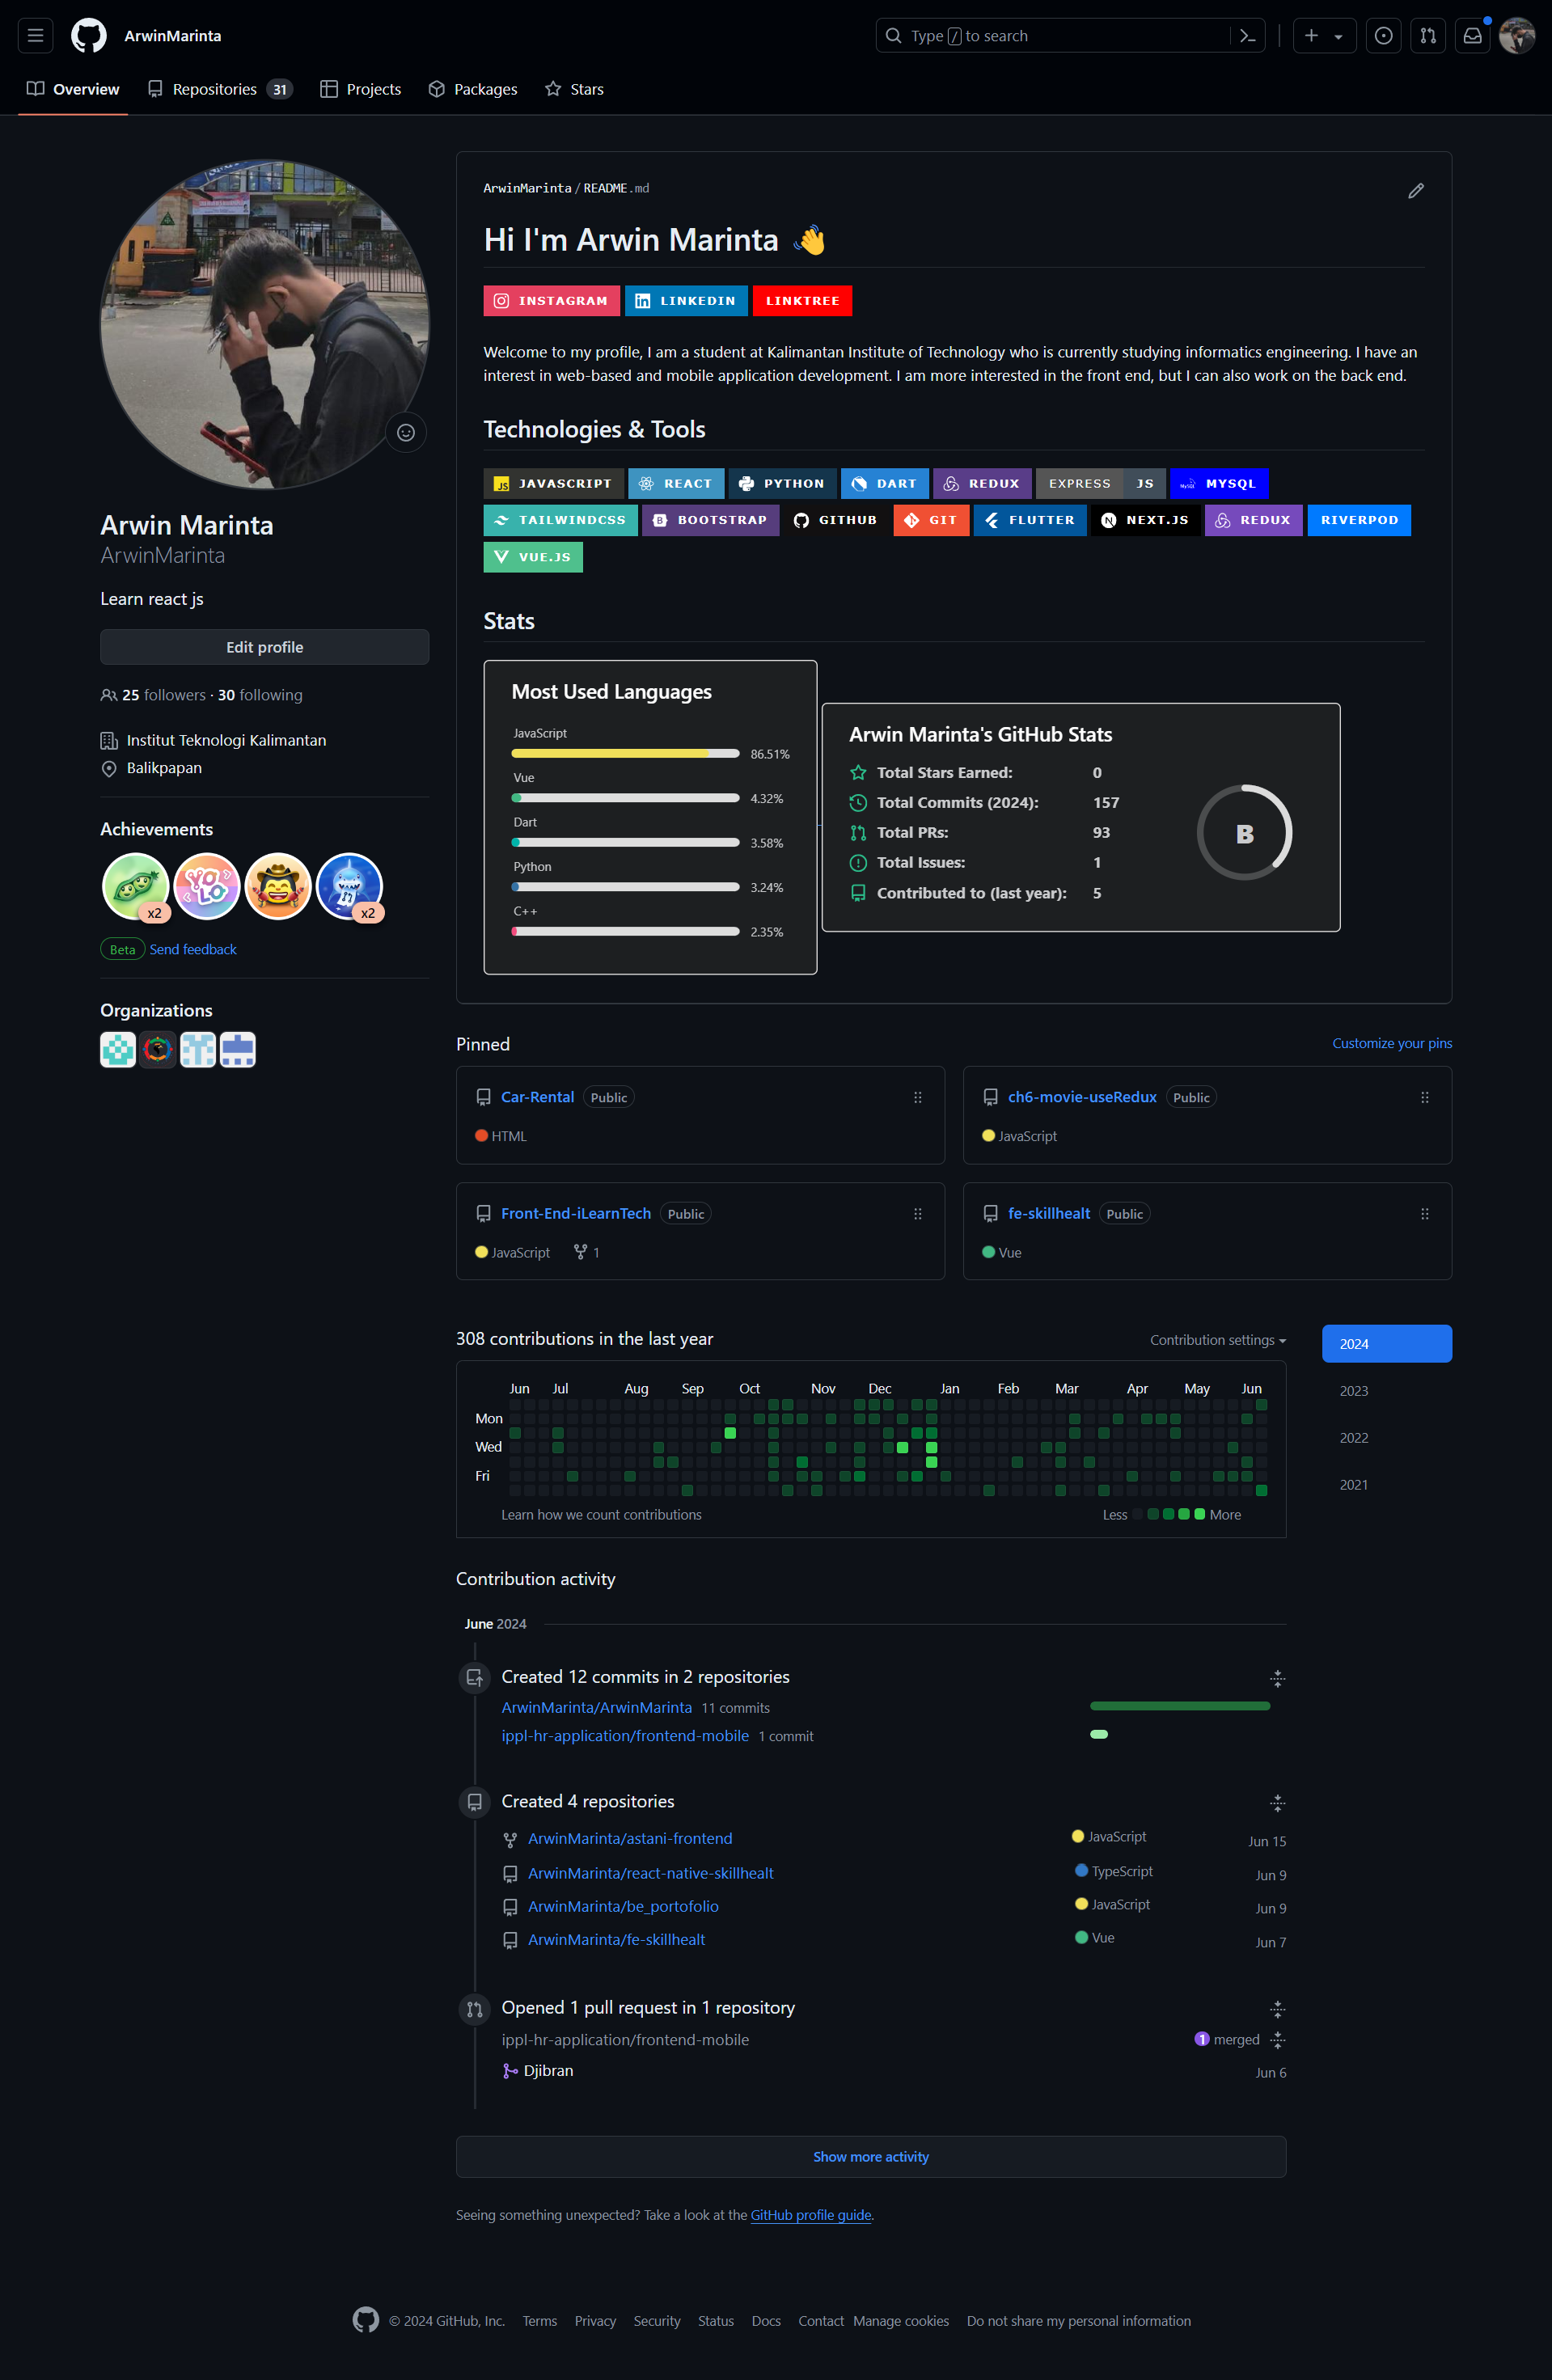 ArwinMarinta
Type / to search
Overview
Repositories 31
Projects
Packages
Stars
Arwin Marinta
ArwinMarinta
Learn react js
Edit profile
25 followers · 30 following
Institut Teknologi Kalimantan
Balikpapan
Achievements
x2
YOLO
x2
Beta Send feedback
Organizations
ArwinMarinta / README.md
Hi I'm Arwin Marinta 👋
INSTAGRAM LINKEDIN LINKTREE
Welcome to my profile, I am a student at Kalimantan Institute of Technology who is currently studying informatics engineering. I have an
interest in web-based and mobile application development. I am more interested in the front end, but I can also work on the back end.
Technologies & Tools
JS JAVASCRIPT REACT PYTHON DART REDUX EXPRESS JS MySQL MYSQL
TAILWINDCSS B BOOTSTRAP GITHUB GIT FLUTTER N NEXT.JS REDUX RIVERPOD
VUE.JS
Stats
Most Used Languages
JavaScript
86.51%
Vue
4.32%
Dart
3.58%
Python
3.24%
C++
2.35%
Arwin Marinta's GitHub Stats
Total Stars Earned: 0
Total Commits (2024): 157
Total PRs: 93
Total Issues: 1
Contributed to (last year): 5
B
Pinned
Customize your pins
Car-Rental Public
HTML
ch6-movie-useRedux Public
JavaScript
Front-End-iLearnTech Public
JavaScript 1
fe-skillhealt Public
Vue
308 contributions in the last year
Contribution settings
2024
2023
2022
2021
Jun Jul Aug Sep Oct Nov Dec Jan Feb Mar Apr May Jun
Mon
Wed
Fri
Learn how we count contributions
Less More
Contribution activity
June 2024
Created 12 commits in 2 repositories
ArwinMarinta/ArwinMarinta 11 commits
ippl-hr-application/frontend-mobile 1 commit
Created 4 repositories
ArwinMarinta/astani-frontend JavaScript Jun 15
ArwinMarinta/react-native-skillhealt TypeScript Jun 9
ArwinMarinta/be_portofolio JavaScript Jun 9
ArwinMarinta/fe-skillhealt Vue Jun 7
Opened 1 pull request in 1 repository
ippl-hr-application/frontend-mobile 1 merged
Djibran Jun 6
Show more activity
Seeing something unexpected? Take a look at the GitHub profile guide.
© 2024 GitHub, Inc. Terms Privacy Security Status Docs Contact Manage cookies Do not share my personal information